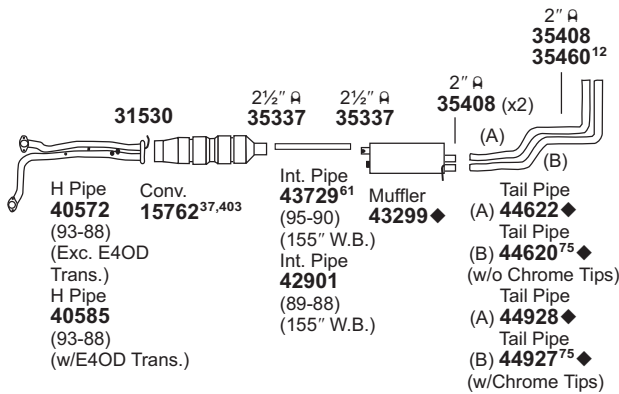 2″
35408
35460¹²
2½″
35337
2½″
35337
2″
35408 (x2)
31530
(A)
(B)
H Pipe
40572
(93-88)
(Exc. E4OD
Trans.)
H Pipe
40585
(93-88)
(w/E4OD Trans.)
Conv.
15762³⁷,⁴⁰³
Int. Pipe
43729⁶¹
(95-90)
(155″ W.B.)
Int. Pipe
42901
(89-88)
(155″ W.B.)
Muffler
43299◆
Tail Pipe
(A) 44622◆
Tail Pipe
(B) 44620⁷⁵◆
(w/o Chrome Tips)
Tail Pipe
(A) 44928◆
Tail Pipe
(B) 44927⁷⁵◆
(w/Chrome Tips)